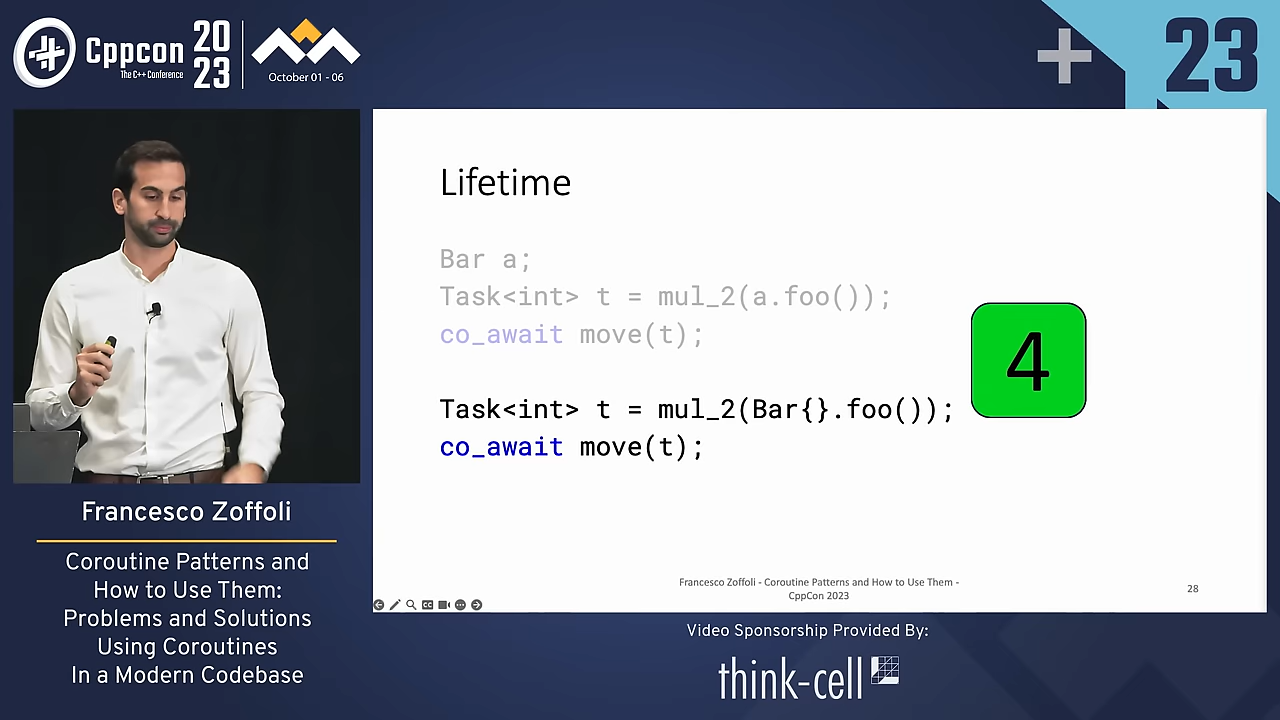 Cppcon
The C++ Conference
20
23
October 01 - 06
23
Lifetime
Bar a;
Task<int> t = mul_2(a.foo());
co_await move(t);
4
Task<int> t = mul_2(Bar{}.foo());
co_await move(t);
Francesco Zoffoli - Coroutine Patterns and How to Use Them -
CppCon 2023
28
Francesco Zoffoli
Coroutine Patterns and
How to Use Them:
Problems and Solutions
Using Coroutines
In a Modern Codebase
Video Sponsorship Provided By:
think-cell